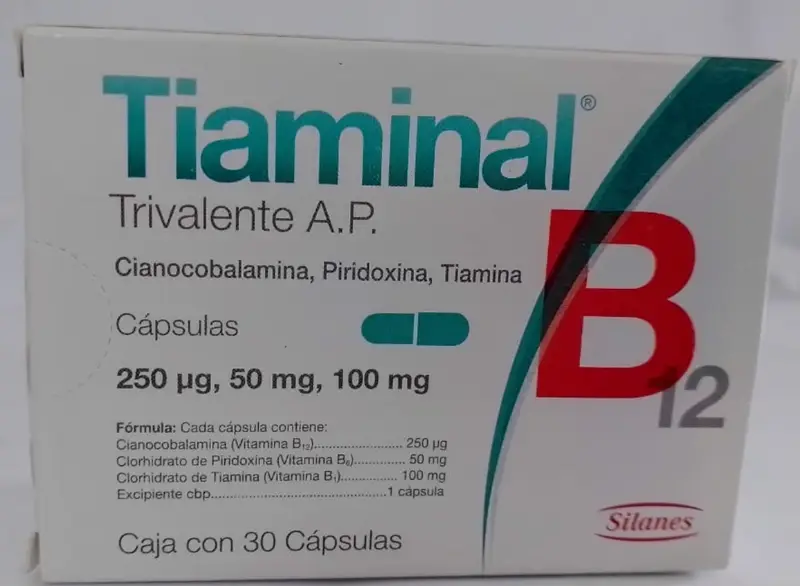 Tiaminal®
Trivalente A.P.
Cianocobalamina, Piridoxina, Tiamina
Cápsulas
250 µg, 50 mg, 100 mg
B
12
Fórmula: Cada cápsula contiene:
Cianocobalamina (Vitamina B₁₂)....................... 250 µg
Clorhidrato de Piridoxina (Vitamina B₆)............. 50 mg
Clorhidrato de Tiamina (Vitamina B₁)............... 100 mg
Excipiente cbp..............................................1 cápsula
Caja con 30 Cápsulas
Silanes